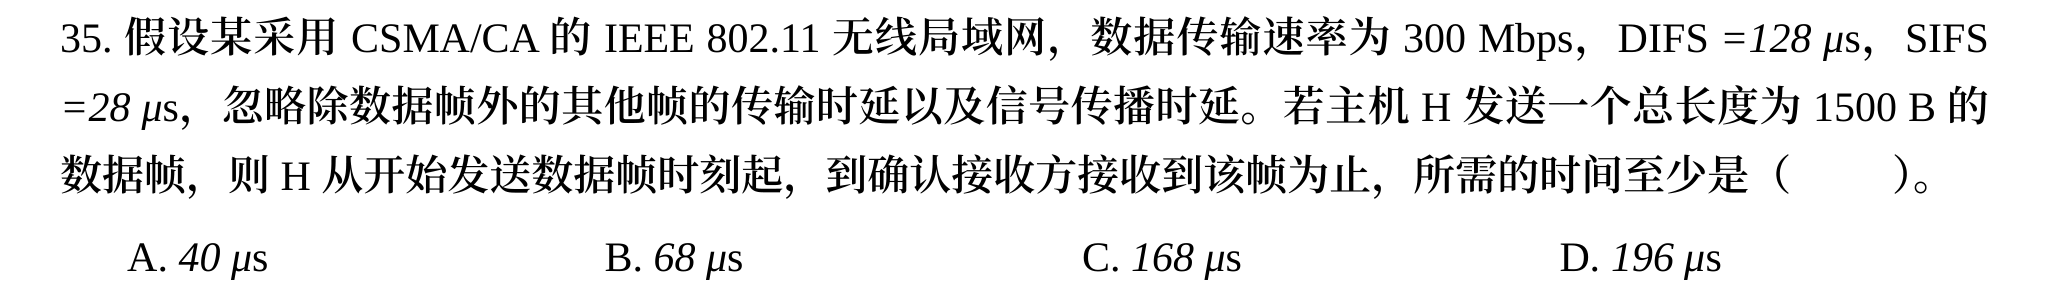 35. 假设某采用 CSMA/CA 的 IEEE 802.11 无线局域网，数据传输速率为 300 Mbps，DIFS =128 μs，SIFS
=28 μs，忽略除数据帧外的其他帧的传输时延以及信号传播时延。若主机 H 发送一个总长度为 1500 B 的
数据帧，则 H 从开始发送数据帧时刻起，到确认接收方接收到该帧为止，所需的时间至少是（　　）。
A. 40 μs B. 68 μs C. 168 μs D. 196 μs